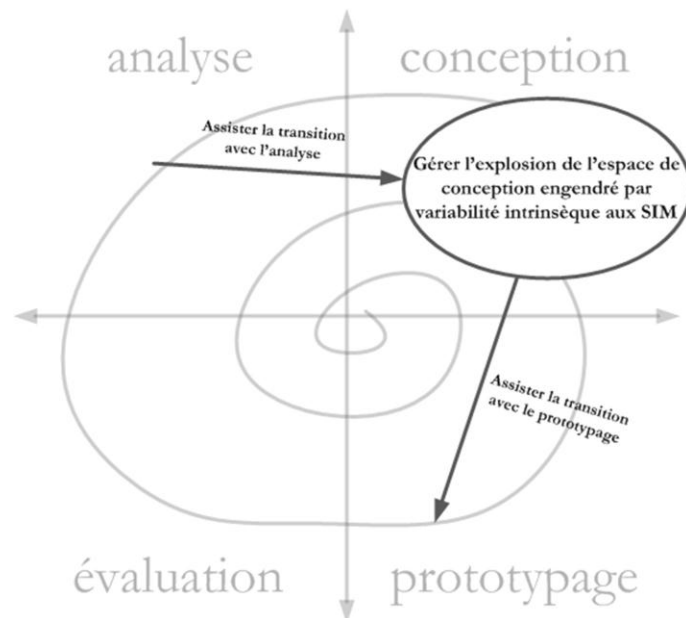 analyse
conception
Assister la transition
avec l'analyse
Gérer l'explosion de l'espace de
conception engendré par
variabilité intrinsèque aux SIM
Assister la transition
avec le prototypage
évaluation
prototypage